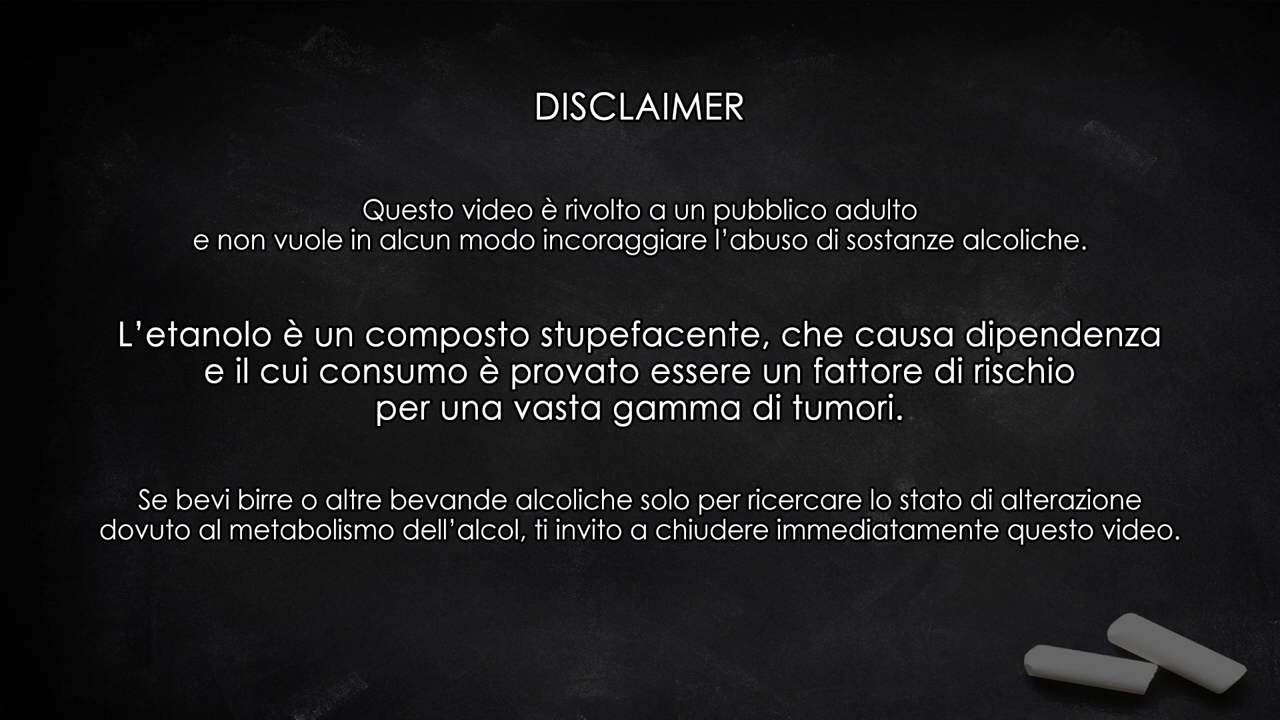 DISCLAIMER
Questo video è rivolto a un pubblico adulto
e non vuole in alcun modo incoraggiare l’abuso di sostanze alcoliche.
L’etanolo è un composto stupefacente, che causa dipendenza
e il cui consumo è provato essere un fattore di rischio
per una vasta gamma di tumori.
Se bevi birre o altre bevande alcoliche solo per ricercare lo stato di alterazione
dovuto al metabolismo dell’alcol, ti invito a chiudere immediatamente questo video.